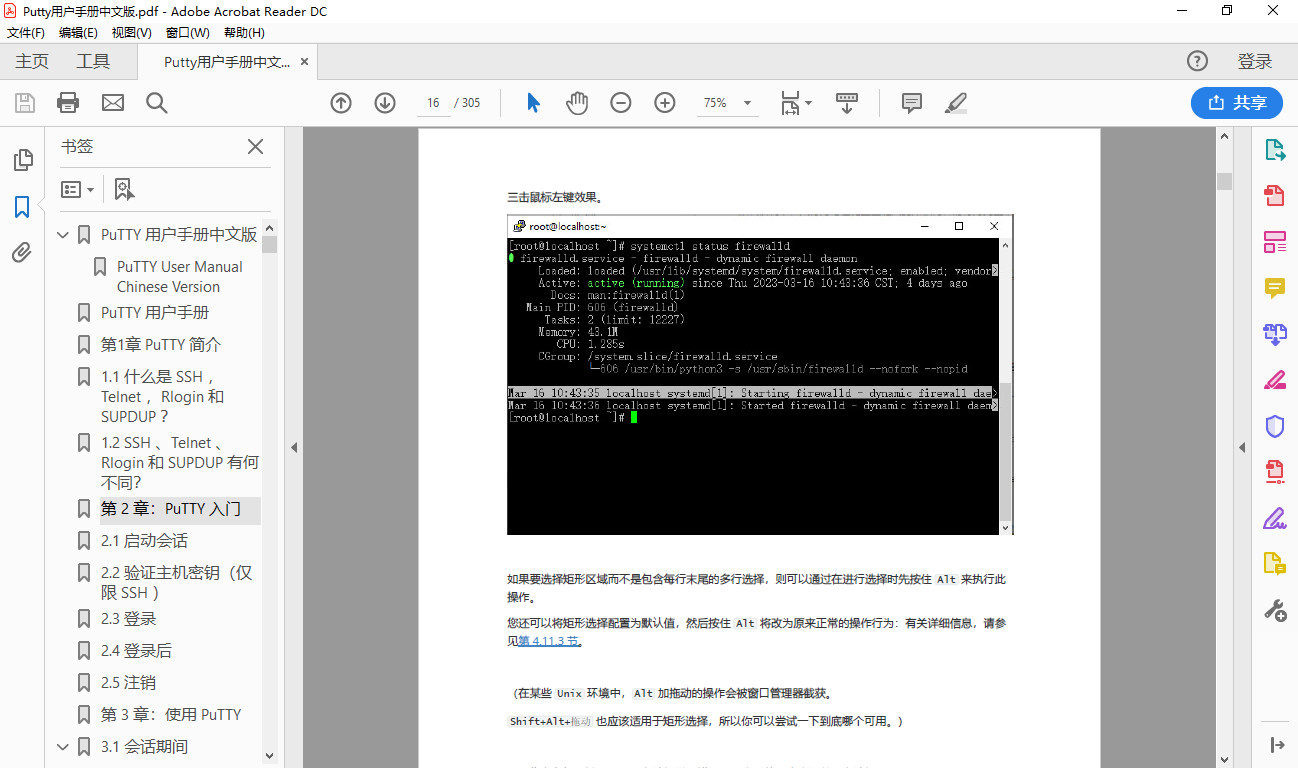 Putty用户手册中文版.pdf - Adobe Acrobat Reader DC
文件(F) 编辑(E) 视图(V) 窗口(W) 帮助(H)
主页 工具 Putty用户手册中文... × 登录
16 / 305 75% 共享
书签
PuTTY 用户手册中文版
PuTTY User Manual
Chinese Version
PuTTY 用户手册
第1章 PuTTY 简介
1.1 什么是 SSH ，
Telnet ，Rlogin 和
SUPDUP ？
1.2 SSH 、Telnet 、
Rlogin 和 SUPDUP 有何
不同?
第 2 章：PuTTY 入门
2.1 启动会话
2.2 验证主机密钥（仅
限 SSH ）
2.3 登录
2.4 登录后
2.5 注销
第 3 章：使用 PuTTY
3.1 会话期间
三击鼠标左键效果。
root@localhost:~
[root@localhost ~]# systemctl status firewalld
firewalld.service - firewalld - dynamic firewall daemon
Loaded: loaded (/usr/lib/systemd/system/firewalld.service; enabled; vendor>
Active: active (running) since Thu 2023-03-16 10:43:36 CST; 4 days ago
Docs: man:firewalld(1)
Main PID: 606 (firewalld)
Tasks: 2 (limit: 12227)
Memory: 43.1M
CPU: 1.285s
CGroup: /system.slice/firewalld.service
└─606 /usr/bin/python3 -s /usr/sbin/firewalld --nofork --nopid
Mar 16 10:43:35 localhost systemd[1]: Starting firewalld - dynamic firewall dae>
Mar 16 10:43:36 localhost systemd[1]: Started firewalld - dynamic firewall daem>
[root@localhost ~]#
如果要选择矩形区域而不是包含每行末尾的多行选择，则可以通过在进行选择时先按住 Alt 来执行此
操作。
您还可以将矩形选择配置为默认值，然后按住 Alt 将改为原来正常的操作行为：有关详细信息，请参
见第 4.11.3 节。
（在某些 Unix 环境中，Alt 加拖动的操作会被窗口管理器截获。
Shift+Alt+拖动 也应该适用于矩形选择，所以你可以尝试一下到底哪个可用。）